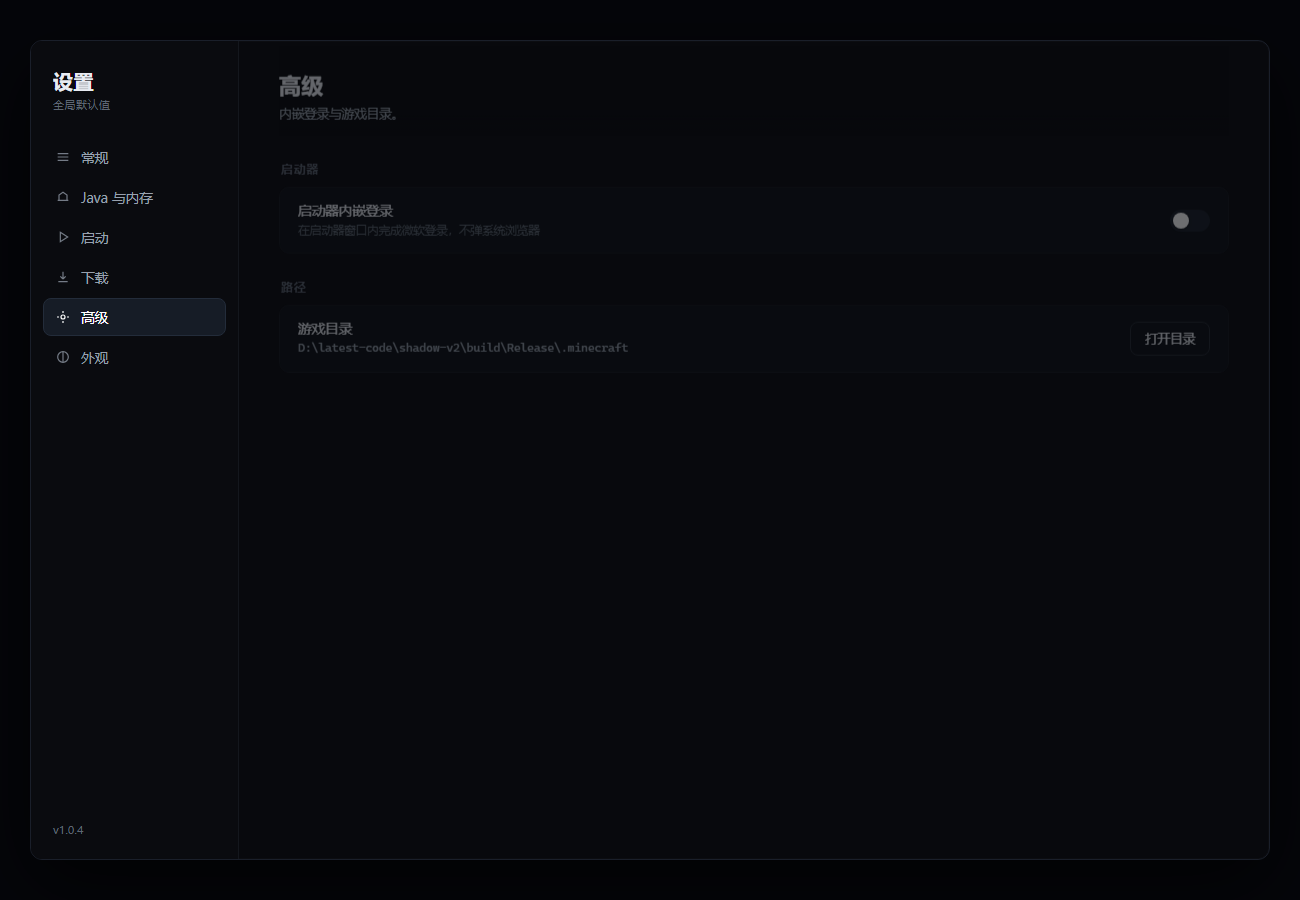 设置
全局默认值
常规
Java 与内存
启动
下载
高级
外观
v1.0.4
高级
内嵌登录与游戏目录。
启动器
启动器内嵌登录
在启动器窗口内完成微软登录，不弹系统浏览器
路径
游戏目录
D:\latest-code\shadow-v2\build\Release\.minecraft
打开目录